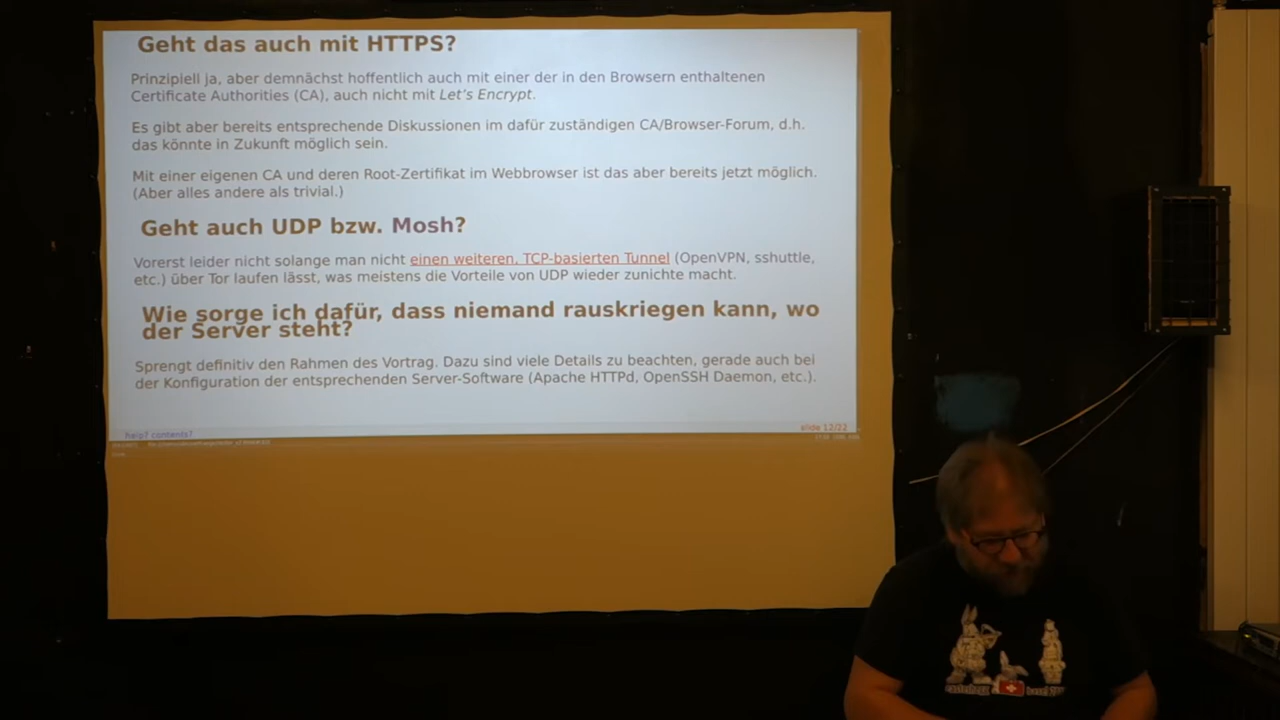 Geht das auch mit HTTPS?
Prinzipiell ja, aber demnächst hoffentlich auch mit einer der in den Browsern enthaltenen
Certificate Authorities (CA), auch nicht mit Let's Encrypt.
Es gibt aber bereits entsprechende Diskussionen im dafür zuständigen CA/Browser-Forum, d.h.
das könnte in Zukunft möglich sein.
Mit einer eigenen CA und deren Root-Zertifikat im Webbrowser ist das aber bereits jetzt möglich.
(Aber alles andere als trivial.)
Geht auch UDP bzw. Mosh?
Vorerst leider nicht solange man nicht einen weiteren, TCP-basierten Tunnel (OpenVPN, sshuttle,
etc.) über Tor laufen lässt, was meistens die Vorteile von UDP wieder zunichte macht.
Wie sorge ich dafür, dass niemand rauskriegen kann, wo
der Server steht?
Sprengt definitiv den Rahmen des Vortrag. Dazu sind viele Details zu beachten, gerade auch bei
der Konfiguration der entsprechenden Server-Software (Apache HTTPd, OpenSSH Daemon, etc.).
help? contents?
slide 12/22